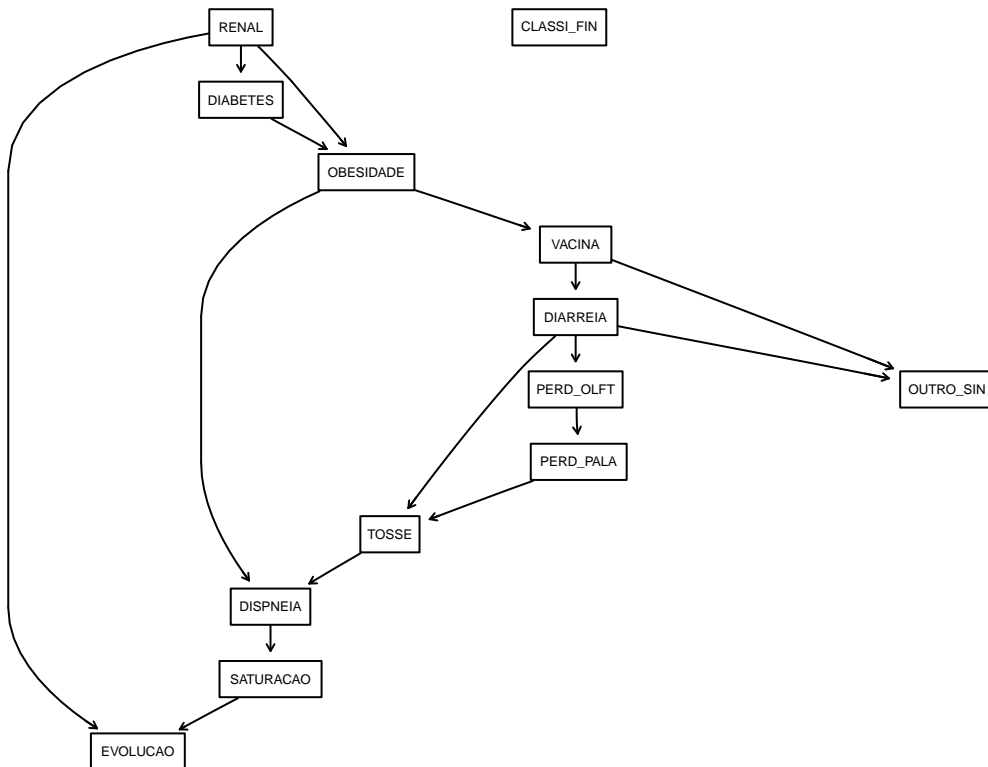 RENAL
CLASSI_FIN
DIABETES
OBESIDADE
VACINA
DIARREIA
PERD_OLFT
OUTRO_SIN
PERD_PALA
TOSSE
DISPNEIA
SATURACAO
EVOLUCAO